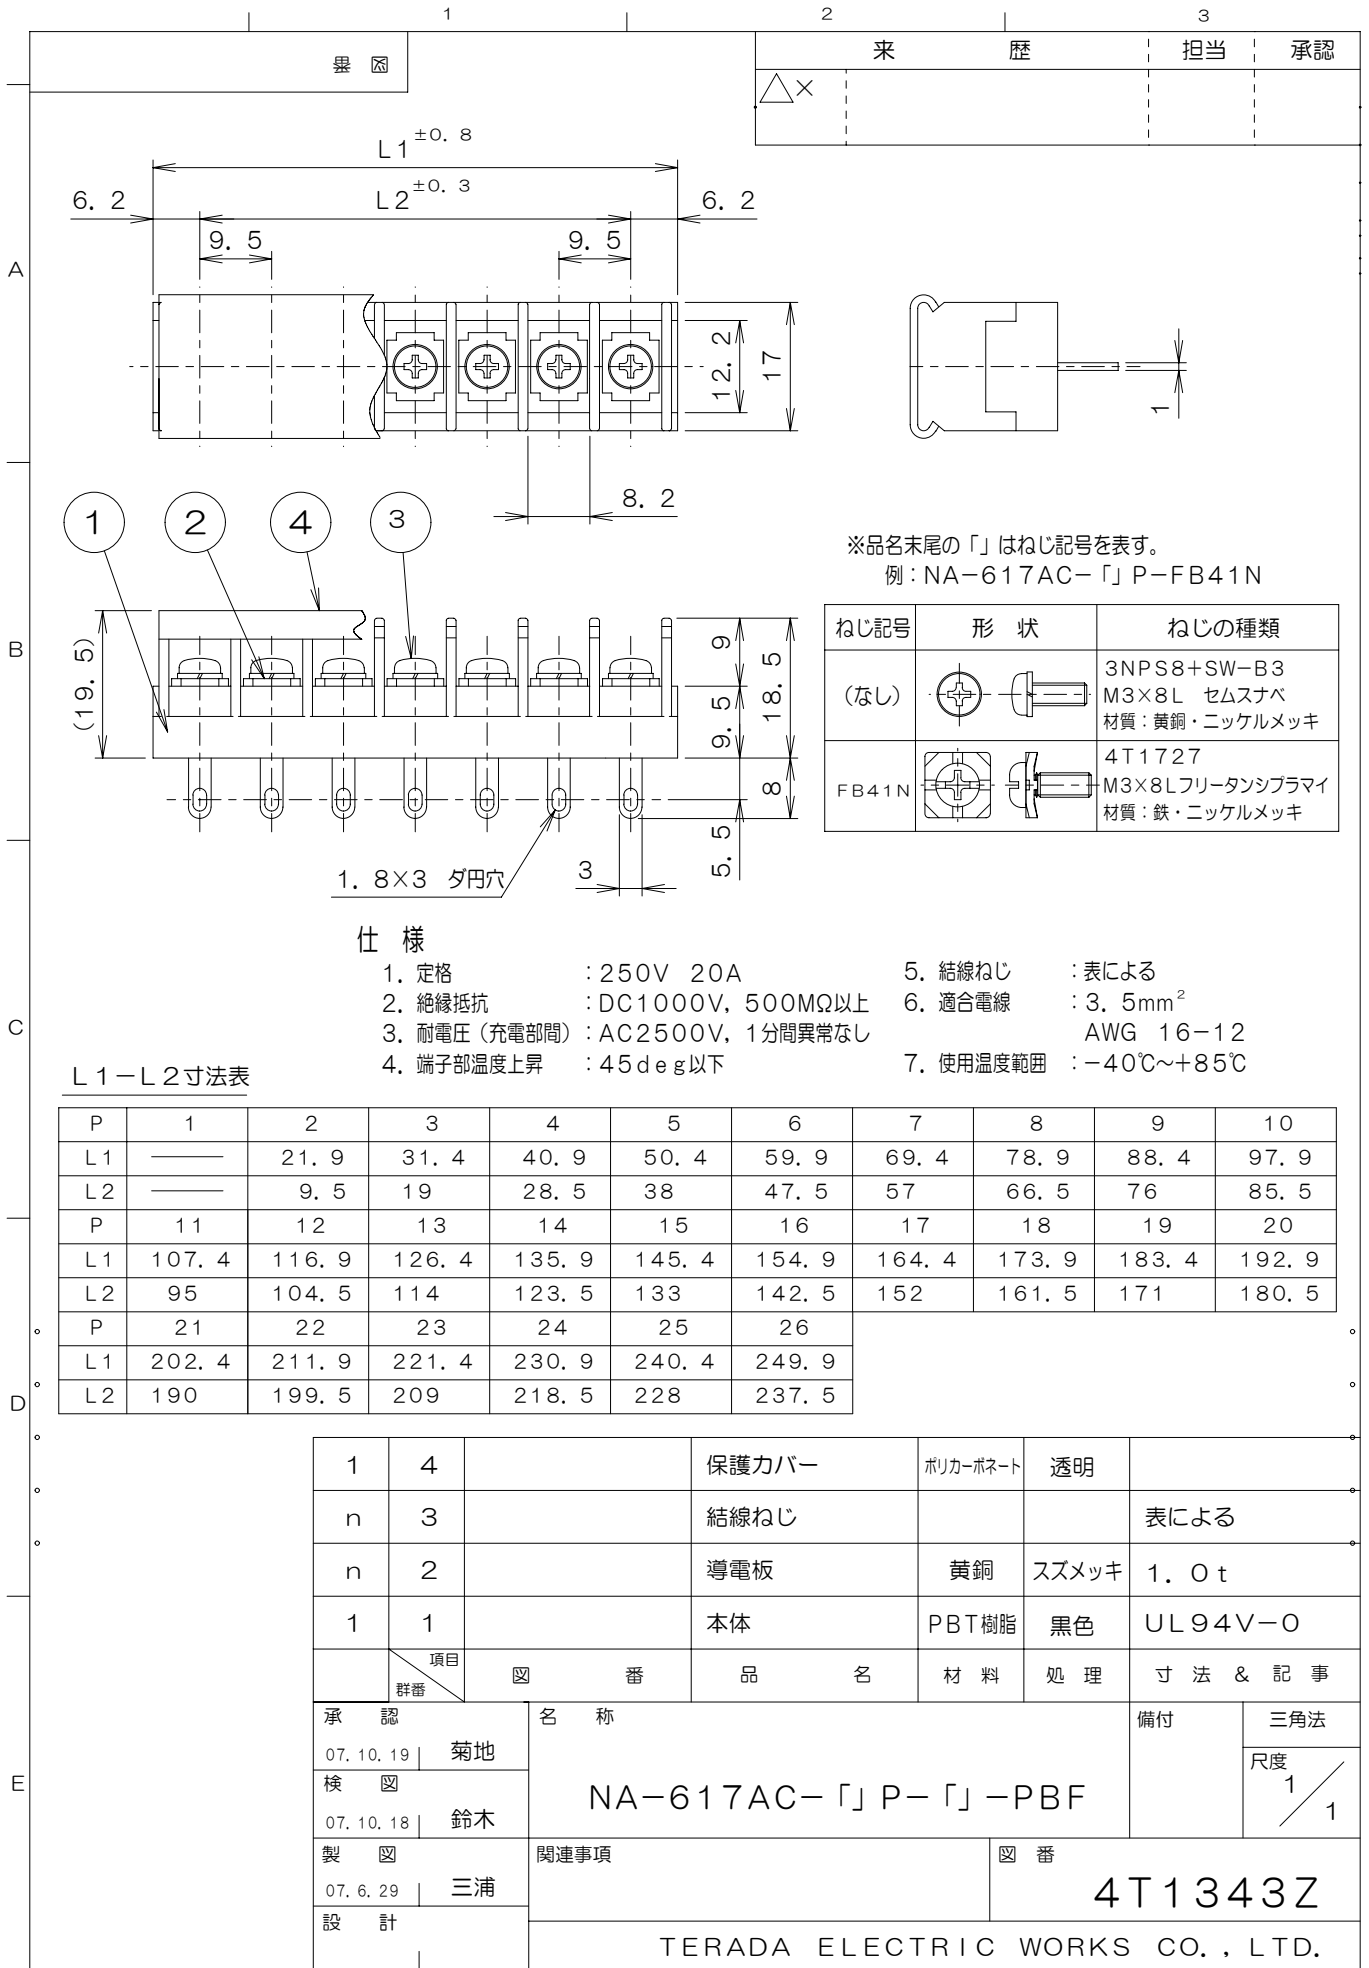 1 2 3
図番
来 歴 担当 承認
△×
L1±0.8
L2±0.3
6.2 6.2
9.5 9.5
A
12.2
17
1
8.2
1 2 4 3
※品名末尾の「」はねじ記号を表す。
例:NA-617AC-「」P-FB41N
B
(19.5)
9
9.5
18.5
8
5.5
3
1.8×3 ダ円穴
ねじ記号 形 状 ねじの種類
(なし) 3NPS8+SW-B3
M3×8L セムスナベ
材質:黄銅・ニッケルメッキ
FB41N 4T1727
M3×8Lフリータンシプラマイ
材質:鉄・ニッケルメッキ
C
仕 様
1. 定格 :250V 20A
2. 絶縁抵抗 :DC1000V, 500MΩ以上
3. 耐電圧(充電部間):AC2500V, 1分間異常なし
4. 端子部温度上昇 :45deg以下
5. 結線ねじ :表による
6. 適合電線 :3.5mm²
AWG 16-12
7. 使用温度範囲 :-40℃~+85℃
L1-L2寸法表
P 1 2 3 4 5 6 7 8 9 10
L1 ── 21.9 31.4 40.9 50.4 59.9 69.4 78.9 88.4 97.9
L2 ── 9.5 19 28.5 38 47.5 57 66.5 76 85.5
P 11 12 13 14 15 16 17 18 19 20
L1 107.4 116.9 126.4 135.9 145.4 154.9 164.4 173.9 183.4 192.9
L2 95 104.5 114 123.5 133 142.5 152 161.5 171 180.5
P 21 22 23 24 25 26
L1 202.4 211.9 221.4 230.9 240.4 249.9
L2 190 199.5 209 218.5 228 237.5
D
1 4 保護カバー ポリカーボネート 透明
n 3 結線ねじ 表による
n 2 導電板 黄銅 スズメッキ 1.0t
1 1 本体 PBT樹脂 黒色 UL94V-0
項目
群番
図 番 品 名 材 料 処 理 寸 法 & 記 事
E
承 認
07.10.19 菊地
検 図
07.10.18 鈴木
製 図
07.6.29 三浦
設 計
名 称
NA-617AC-「」P-「」-PBF
備付 三角法
尺度
1/1
関連事項
図 番
4T1343Z
TERADA ELECTRIC WORKS CO., LTD.